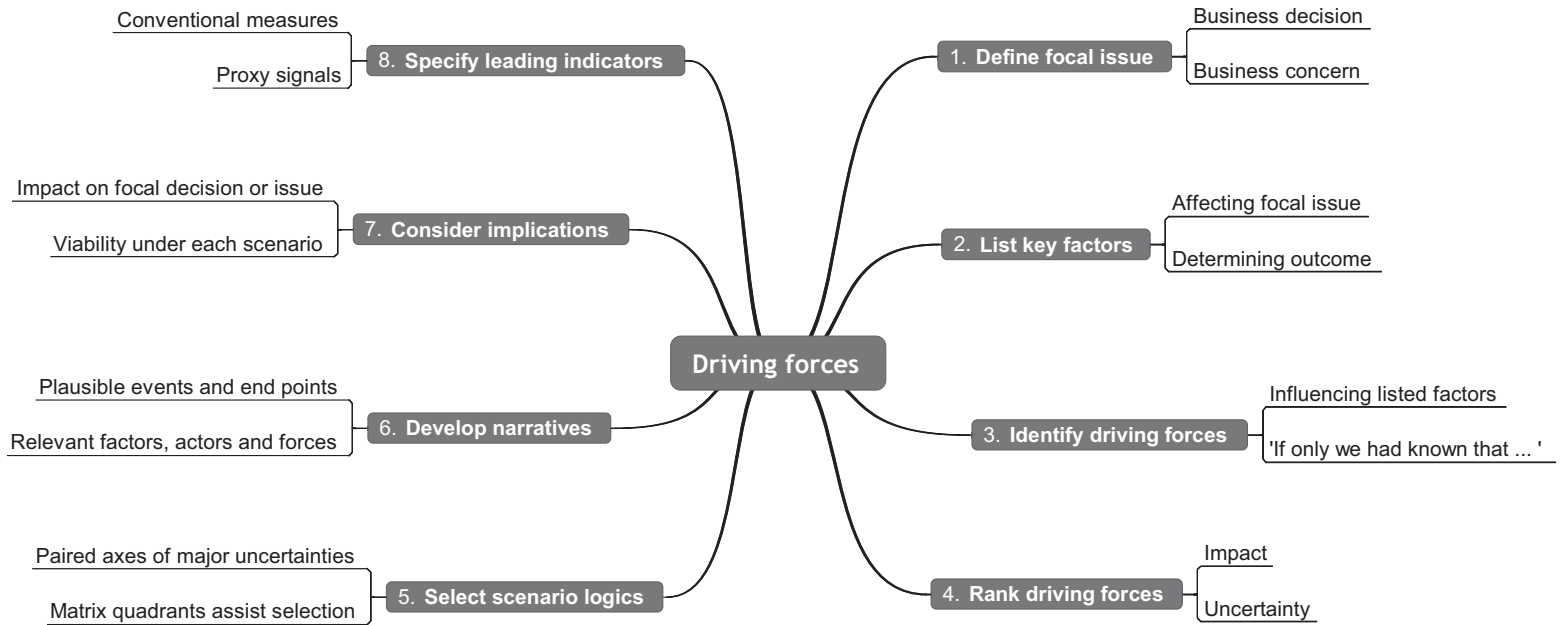 Driving forces
1. Define focal issue
Business decision
Business concern
2. List key factors
Affecting focal issue
Determining outcome
3. Identify driving forces
Influencing listed factors
'If only we had known that ... '
4. Rank driving forces
Impact
Uncertainty
5. Select scenario logics
Paired axes of major uncertainties
Matrix quadrants assist selection
6. Develop narratives
Plausible events and end points
Relevant factors, actors and forces
7. Consider implications
Impact on focal decision or issue
Viability under each scenario
8. Specify leading indicators
Conventional measures
Proxy signals